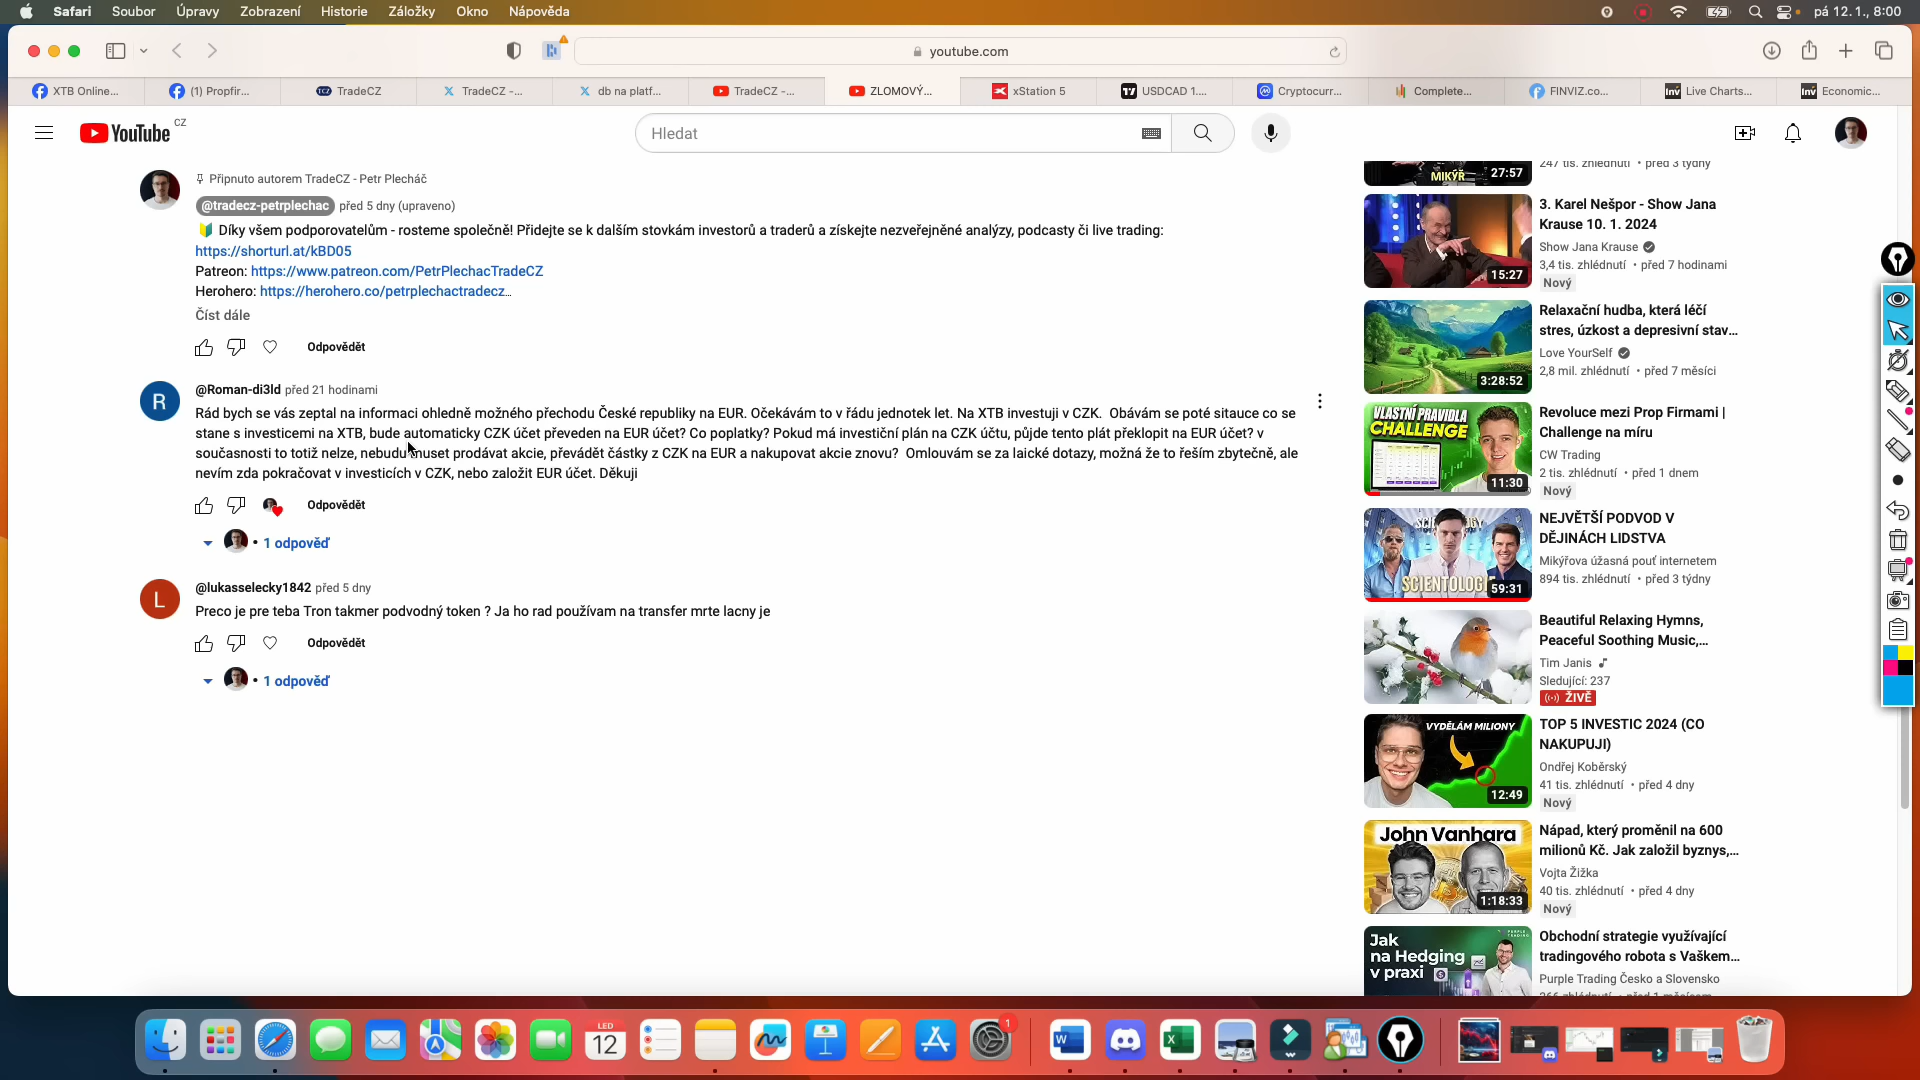 Safari Soubor Úpravy Zobrazení Historie Záložky Okno Nápověda pá 12. 1., 8:00
youtube.com
XTB Online... (1) Propfir... TradeCZ TradeCZ -... db na platf... TradeCZ -... ZLOMOVÝ... xStation 5 USDCAD 1.... Cryptocurr... Complete... FINVIZ.co... Live Charts... Economic...
YouTube CZ
Hledat
Připnuto autorem TradeCZ - Petr Plecháč
@tradecz-petrplechac před 5 dny (upraveno)
Díky všem podporovatelům - rosteme společně! Přidejte se k dalším stovkám investorů a traderů a získejte nezveřejněné analýzy, podcasty či live trading:
https://shorturl.at/kBD05
Patreon: https://www.patreon.com/PetrPlechacTradeCZ
Herohero: https://herohero.co/petrplechactradecz...
Číst dále
Odpovědět
R
@Roman-di3ld před 21 hodinami
Rád bych se vás zeptal na informaci ohledně možného přechodu České republiky na EUR. Očekávám to v řádu jednotek let. Na XTB investuji v CZK. Obávám se poté sitauce co se
stane s investicemi na XTB, bude automaticky CZK účet převeden na EUR účet? Co poplatky? Pokud má investiční plán na CZK účtu, půjde tento plát překlopit na EUR účet? v
současnosti to totiž nelze, nebudu muset prodávat akcie, převádět částky z CZK na EUR a nakupovat akcie znovu? Omlouvám se za laické dotazy, možná že to řeším zbytečně, ale
nevím zda pokračovat v investicích v CZK, nebo založit EUR účet. Děkuji
Odpovědět
1 odpověď
L
@lukasselecky1842 před 5 dny
Preco je pre teba Tron takmer podvodný token ? Ja ho rad používam na transfer mrte lacny je
Odpovědět
1 odpověď
MIKÝŘ 27:57
247 tis. zhlédnutí • před 3 týdny
15:27
3. Karel Nešpor - Show Jana
Krause 10. 1. 2024
Show Jana Krause
3,4 tis. zhlédnutí • před 7 hodinami
Nový
3:28:52
Relaxační hudba, která léčí
stres, úzkost a depresivní stav...
Love YourSelf
2,8 mil. zhlédnutí • před 7 měsíci
VLASTNÍ PRAVIDLA
CHALLENGE
11:30
Revoluce mezi Prop Firmami |
Challenge na míru
CW Trading
2 tis. zhlédnutí • před 1 dnem
Nový
SCIENTOLOGIE
59:31
NEJVĚTŠÍ PODVOD V
DĚJINÁCH LIDSTVA
Mikýřova úžasná pouť internetem
894 tis. zhlédnutí • před 3 týdny
Beautiful Relaxing Hymns,
Peaceful Soothing Music,...
Tim Janis
Sledující: 237
ŽIVĚ
VYDĚLÁM MILIONY
12:49
TOP 5 INVESTIC 2024 (CO
NAKUPUJI)
Ondřej Koběrský
41 tis. zhlédnutí • před 4 dny
Nový
John Vanhara
1:18:33
Nápad, který proměnil na 600
milionů Kč. Jak založil byznys,...
Vojta Žižka
40 tis. zhlédnutí • před 4 dny
Nový
Jak
na Hedging
v praxi
Obchodní strategie využívající
tradingového robota s Vaškem...
Purple Trading Česko a Slovensko
LED
12
1